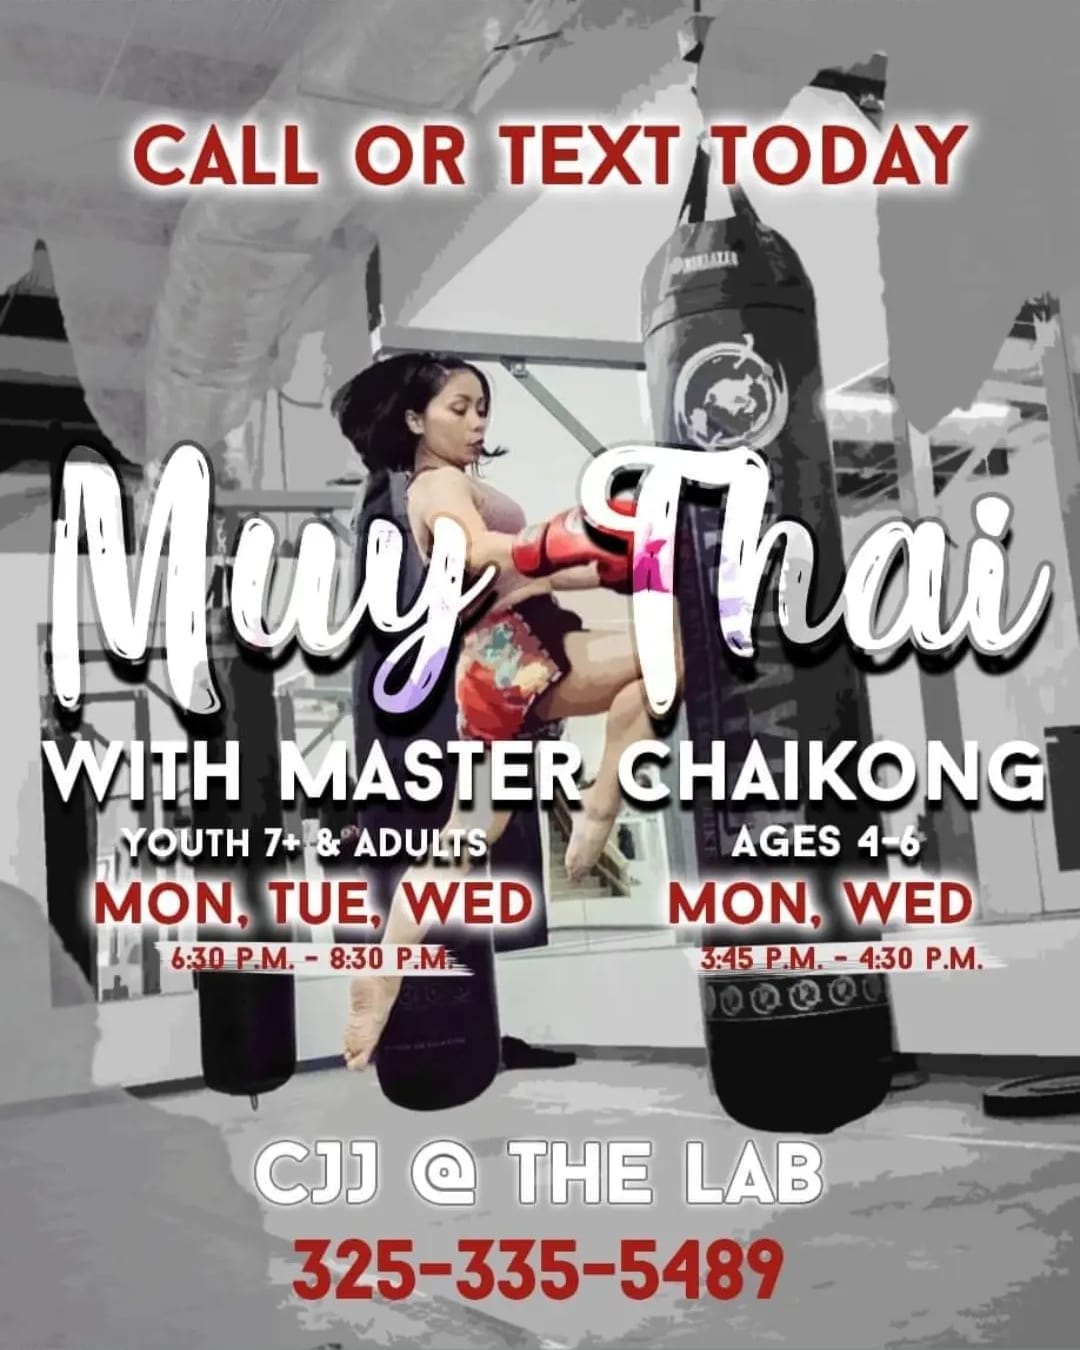 CALL OR TEXT TODAY
Muy Thai
WITH MASTER CHAIKONG
YOUTH 7+ & ADULTS
MON, TUE, WED
6:30 P.M. - 8:30 P.M.
AGES 4-6
MON, WED
3:45 P.M. - 4:30 P.M.
CJJ @ THE LAB
325-335-5489